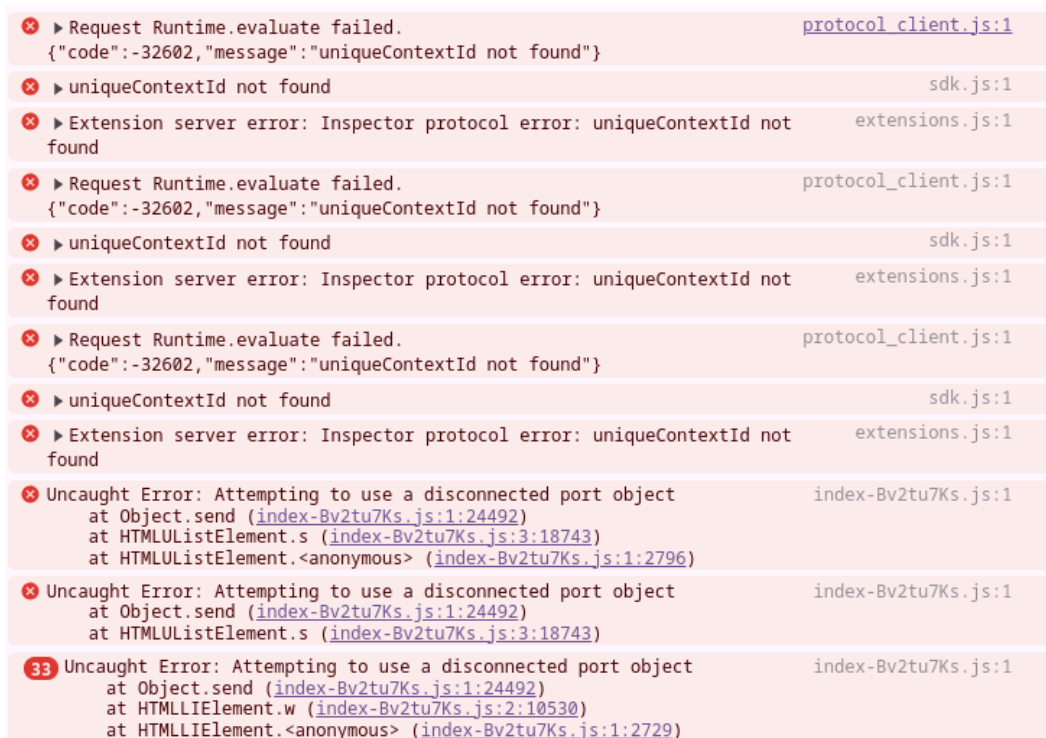 Request Runtime.evaluate failed. protocol_client.js:1
{"code":-32602,"message":"uniqueContextId not found"}
uniqueContextId not found sdk.js:1
Extension server error: Inspector protocol error: uniqueContextId not extensions.js:1
found
Request Runtime.evaluate failed. protocol_client.js:1
{"code":-32602,"message":"uniqueContextId not found"}
uniqueContextId not found sdk.js:1
Extension server error: Inspector protocol error: uniqueContextId not extensions.js:1
found
Request Runtime.evaluate failed. protocol_client.js:1
{"code":-32602,"message":"uniqueContextId not found"}
uniqueContextId not found sdk.js:1
Extension server error: Inspector protocol error: uniqueContextId not extensions.js:1
found
Uncaught Error: Attempting to use a disconnected port object index-Bv2tu7Ks.js:1
at Object.send (index-Bv2tu7Ks.js:1:24492)
at HTMLUListElement.s (index-Bv2tu7Ks.js:3:18743)
at HTMLUListElement.<anonymous> (index-Bv2tu7Ks.js:1:2796)
Uncaught Error: Attempting to use a disconnected port object index-Bv2tu7Ks.js:1
at Object.send (index-Bv2tu7Ks.js:1:24492)
at HTMLUListElement.s (index-Bv2tu7Ks.js:3:18743)
33 Uncaught Error: Attempting to use a disconnected port object index-Bv2tu7Ks.js:1
at Object.send (index-Bv2tu7Ks.js:1:24492)
at HTMLLIElement.w (index-Bv2tu7Ks.js:2:10530)
at HTMLLIElement.<anonymous> (index-Bv2tu7Ks.js:1:2729)